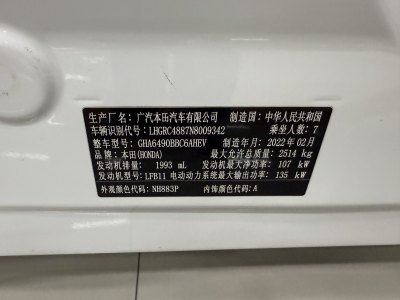 生产厂名: 广汽本田汽车有限公司 制造国: 中华人民共和国
车辆识别代号: LHGRC4887N8009342 乘坐人数: 7
整车型号: GHA6490BBC6AHEV 制造年月: 2022年02月
品牌: 本田(HONDA) 最大允许总质量: 2514 kg
发动机排量: 1993 mL 发动机最大净功率: 107 kW
发动机型号: LFB11 电动动力系统最大输出功率: 135 kW
外观颜色代码: NH883P 内饰颜色代码: A